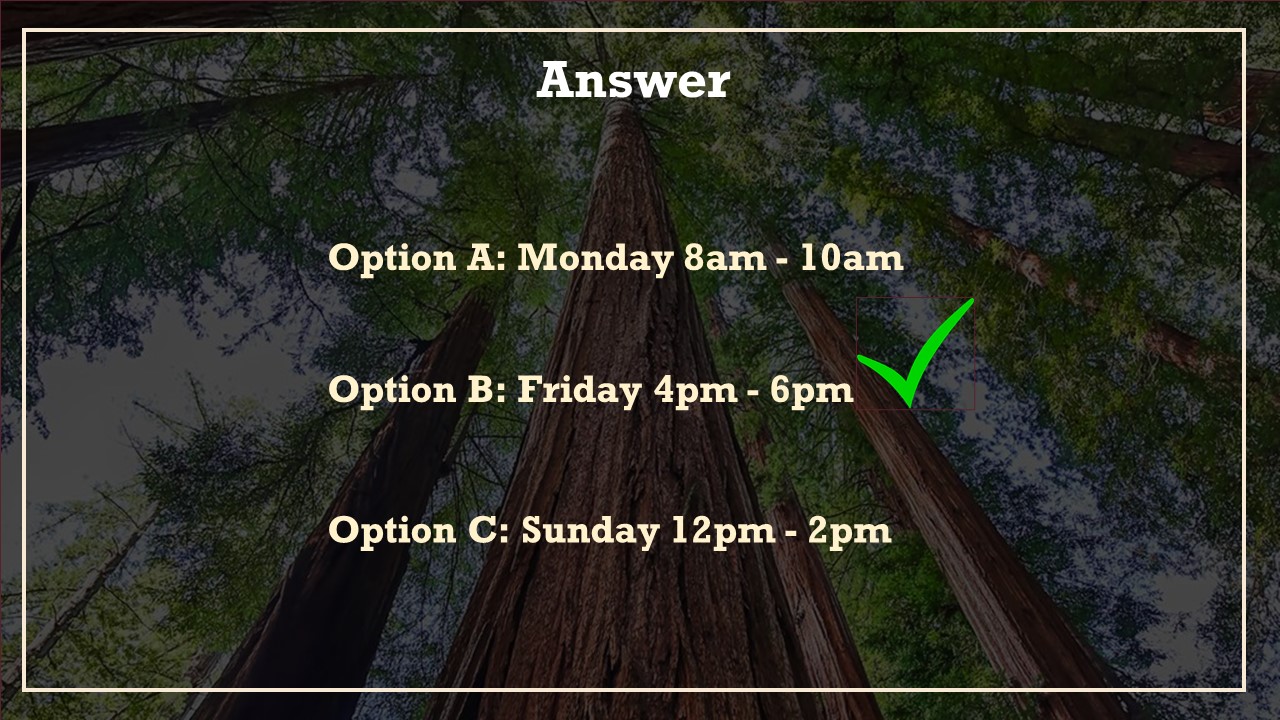 Answer
Option A: Monday 8am - 10am
Option B: Friday 4pm - 6pm
Option C: Sunday 12pm - 2pm